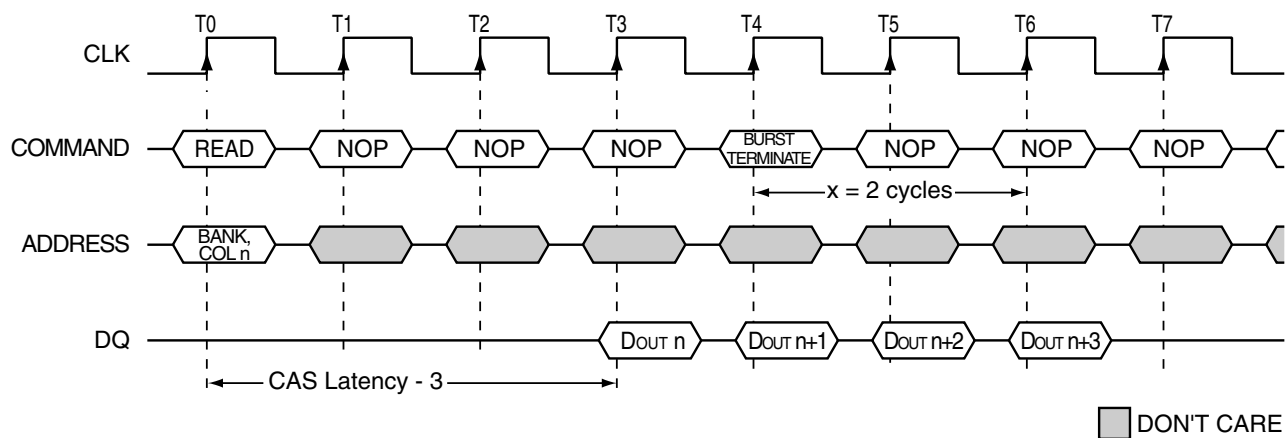 T0 T1 T2 T3 T4 T5 T6 T7
CLK
COMMAND READ NOP NOP NOP BURST TERMINATE NOP NOP NOP
x = 2 cycles
ADDRESS BANK, COL n
DQ DOUT n DOUT n+1 DOUT n+2 DOUT n+3
CAS Latency - 3
DON'T CARE